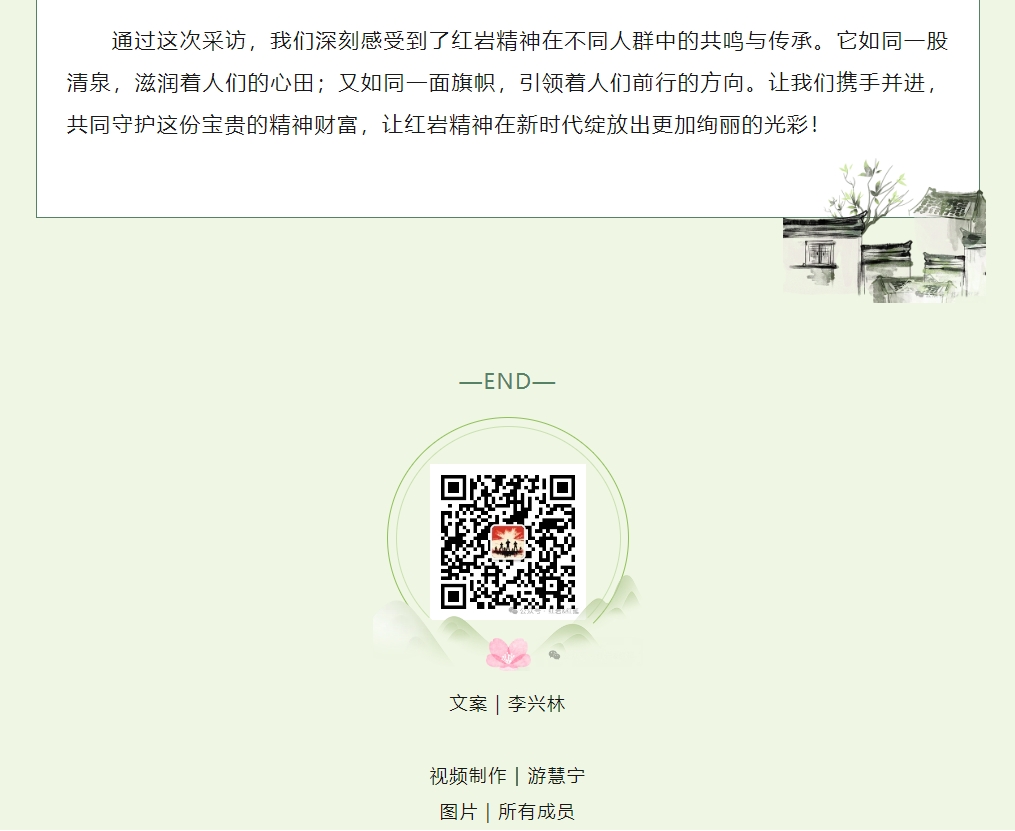 通过这次采访，我们深刻感受到了红岩精神在不同人群中的共鸣与传承。它如同一股
清泉，滋润着人们的心田；又如同一面旗帜，引领着人们前行的方向。让我们携手并进，
共同守护这份宝贵的精神财富，让红岩精神在新时代绽放出更加绚丽的光彩！
—END—
文案 | 李兴林
视频制作 | 游慧宁
图片 | 所有成员